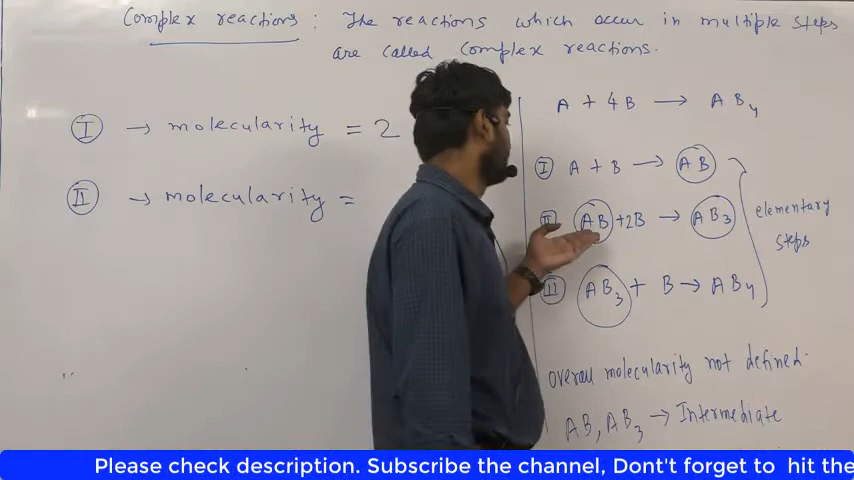 Complex reactions : The reactions which occur in multiple steps
are called complex reactions.
I → molecularity = 2
II → molecularity =
A + 4B → AB4
I A + B → AB
II AB + 2B → AB3
III AB3 + B → AB4
elementary
steps
overall molecularity not defined.
AB, AB3 → Intermediate
Please check description. Subscribe the channel, Dont't forget to hit the